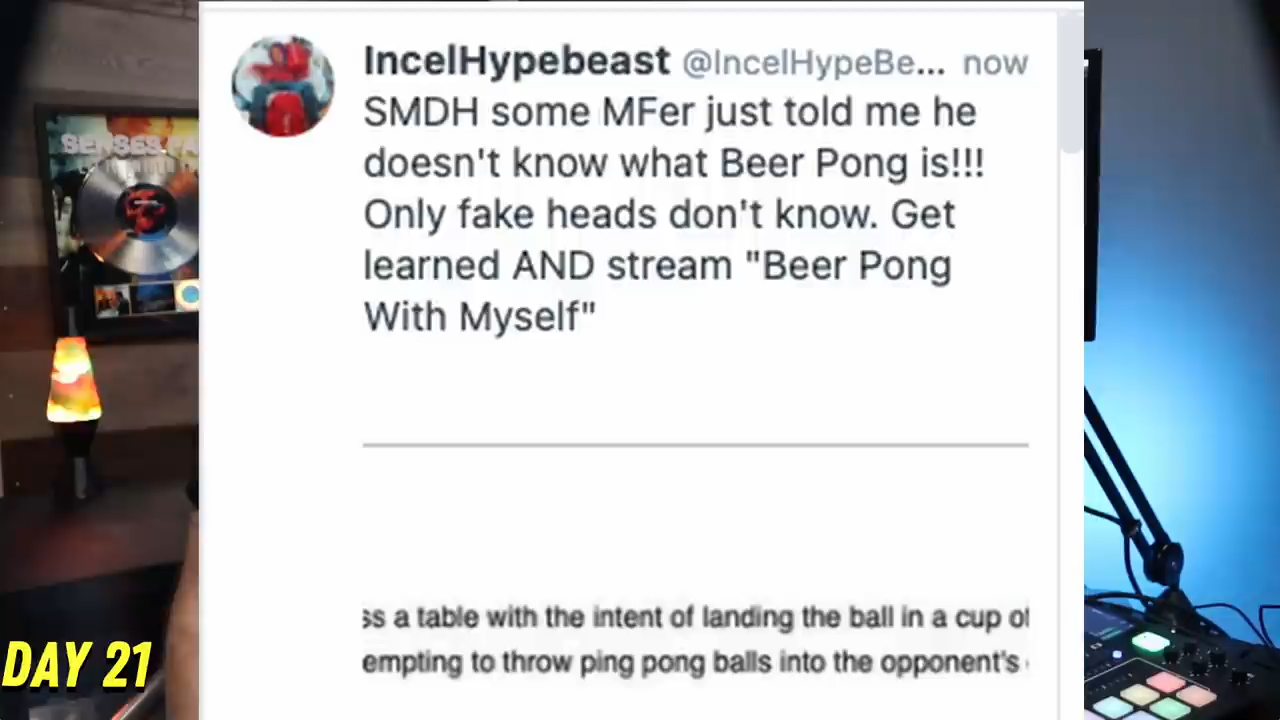 IncelHypebeast @IncelHypeBe... now
SMDH some MFer just told me he
doesn't know what Beer Pong is!!!
Only fake heads don't know. Get
learned AND stream "Beer Pong
With Myself"
ss a table with the intent of landing the ball in a cup of
empting to throw ping pong balls into the opponent's
SENSES FA
DAY 21